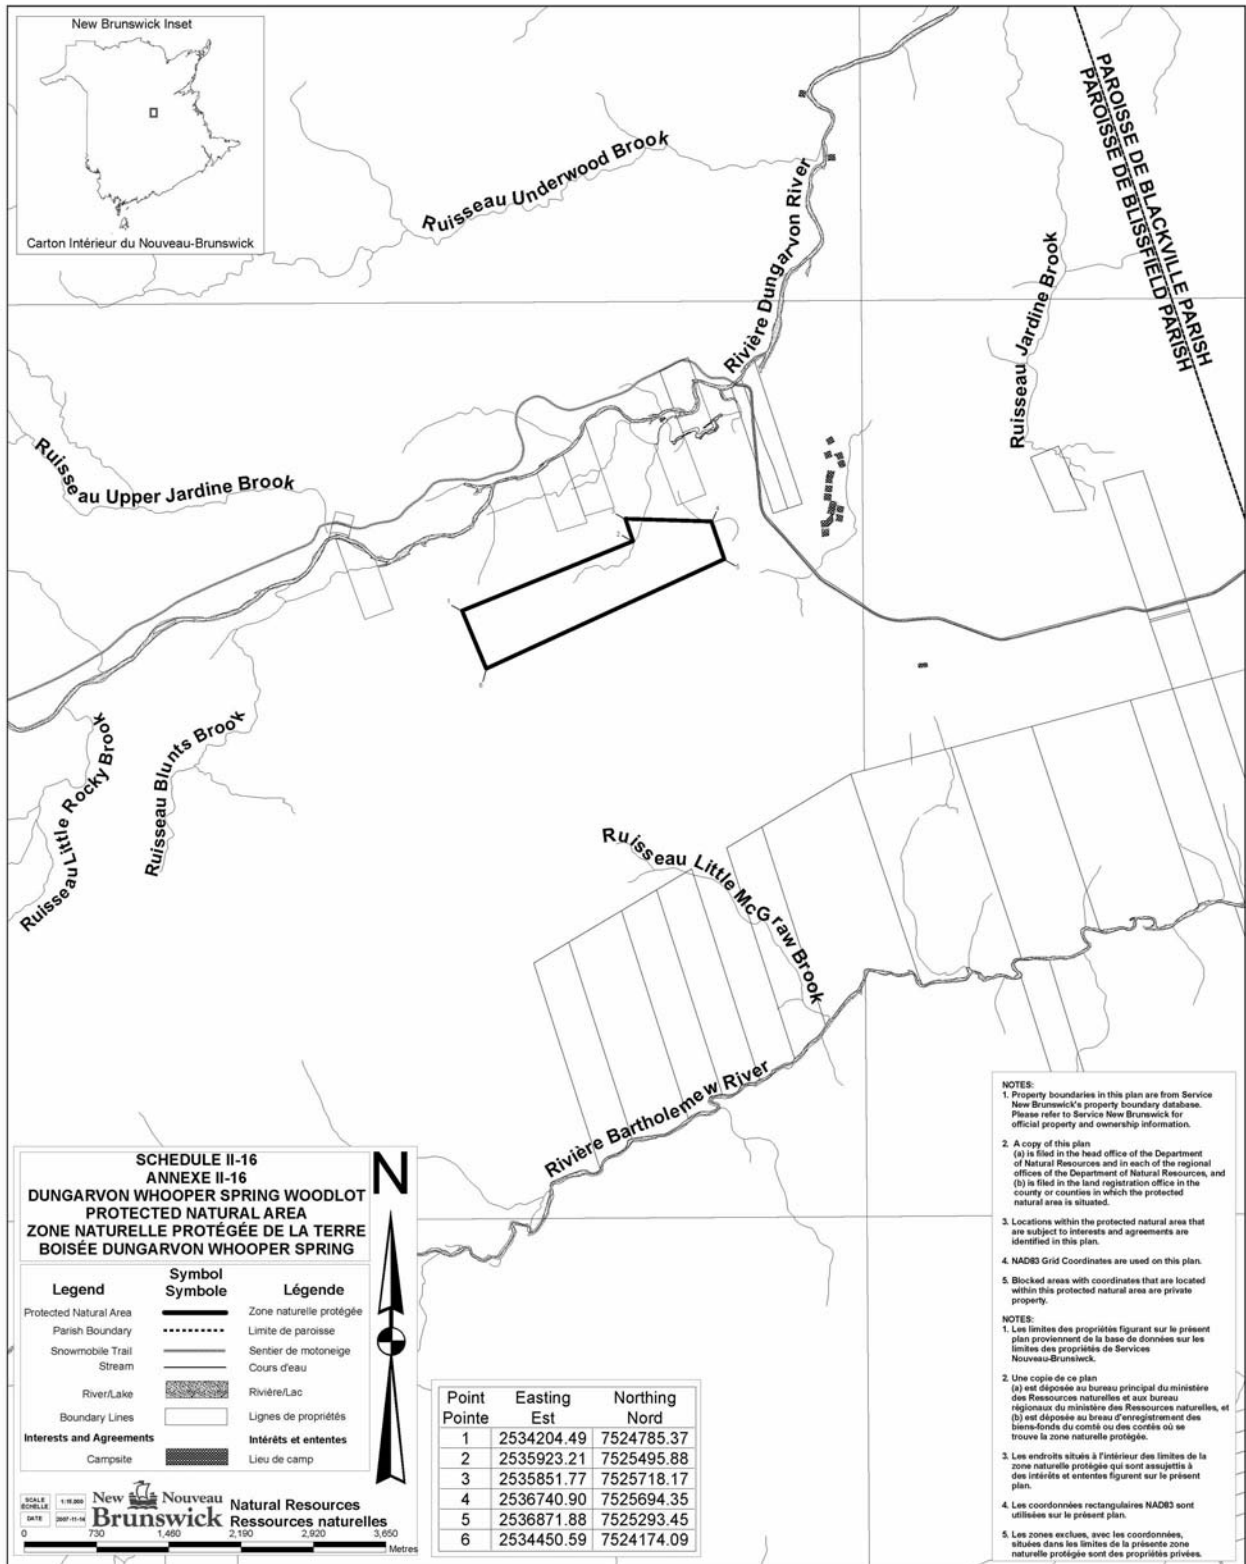 New Brunswick Inset
Carton Intérieur du Nouveau-Brunswick
Ruisseau Underwood Brook
Rivière Dungarvon River
PAROISSE DE BLACKVILLE PARISH
PAROISSE DE BLISSFIELD PARISH
Ruisseau Jardine Brook
Ruisseau Upper Jardine Brook
4
2
1
Ruisseau Little Rocky Brook
Ruisseau Blunts Brook
Ruisseau Little McGraw Brook
Rivière Bartholemew River
SCHEDULE II-16
ANNEXE II-16
DUNGARVON WHOOPER SPRING WOODLOT
PROTECTED NATURAL AREA
ZONE NATURELLE PROTÉGÉE DE LA TERRE
BOISÉE DUNGARVON WHOOPER SPRING
N
Legend Symbol Symbole Légende
Protected Natural Area Zone naturelle protégée
Parish Boundary Limite de paroisse
Snowmobile Trail Sentier de motoneige
Stream Cours d'eau
River/Lake Rivière/Lac
Boundary Lines Lignes de propriétés
Interests and Agreements Intérêts et ententes
Campsite Lieu de camp
SCALE
ÉCHELLE
DATE 2007-11-14
New Nouveau
Brunswick
Natural Resources
Ressources naturelles
0 730 1,460 2,190 2,920 3,650
Metres
Point Easting Northing
Pointe Est Nord
1 2534204.49 7524785.37
2 2535923.21 7525495.88
3 2535851.77 7525718.17
4 2536740.90 7525694.35
5 2536871.88 7525293.45
6 2534450.59 7524174.09
NOTES:
1. Property boundaries in this plan are from Service
New Brunswick's property boundary database.
Please refer to Service New Brunswick for
official property and ownership information.
2. A copy of this plan
(a) is filed in the head office of the Department
of Natural Resources and in each of the regional
offices of the Department of Natural Resources, and
(b) is filed in the land registration office in the
county or counties in which the protected
natural area is situated.
3. Locations within the protected natural area that
are subject to interests and agreements are
identified in this plan.
4. NAD83 Grid Coordinates are used on this plan.
5. Blocked areas with coordinates that are located
within this protected natural area are private
property.
NOTES:
1. Les limites des propriétés figurant sur le présent
plan proviennent de la base de données sur les
limites des propriétés de Services
Nouveau-Brunsiwck.
2. Une copie de ce plan
(a) est déposée au bureau principal du ministère
des Ressources naturelles et aux bureau
régionaux du ministère des Ressources naturelles, et
(b) est déposée au breau d'enregistrement des
biens-fonds du comté ou des contés où se
trouve la zone naturelle protégée.
3. Les endroits situés à l'intérieur des limites de la
zone naturelle protégée qui sont assujettis à
des intérêts et ententes figurent sur le présent
plan.
4. Les coordonnées rectangulaires NAD83 sont
utilisées sur le présent plan.
5. Les zones exclues, avec les coordonnées,
situées dans les limites de la présente zone
naturelle protégée sont des propriétés privées.